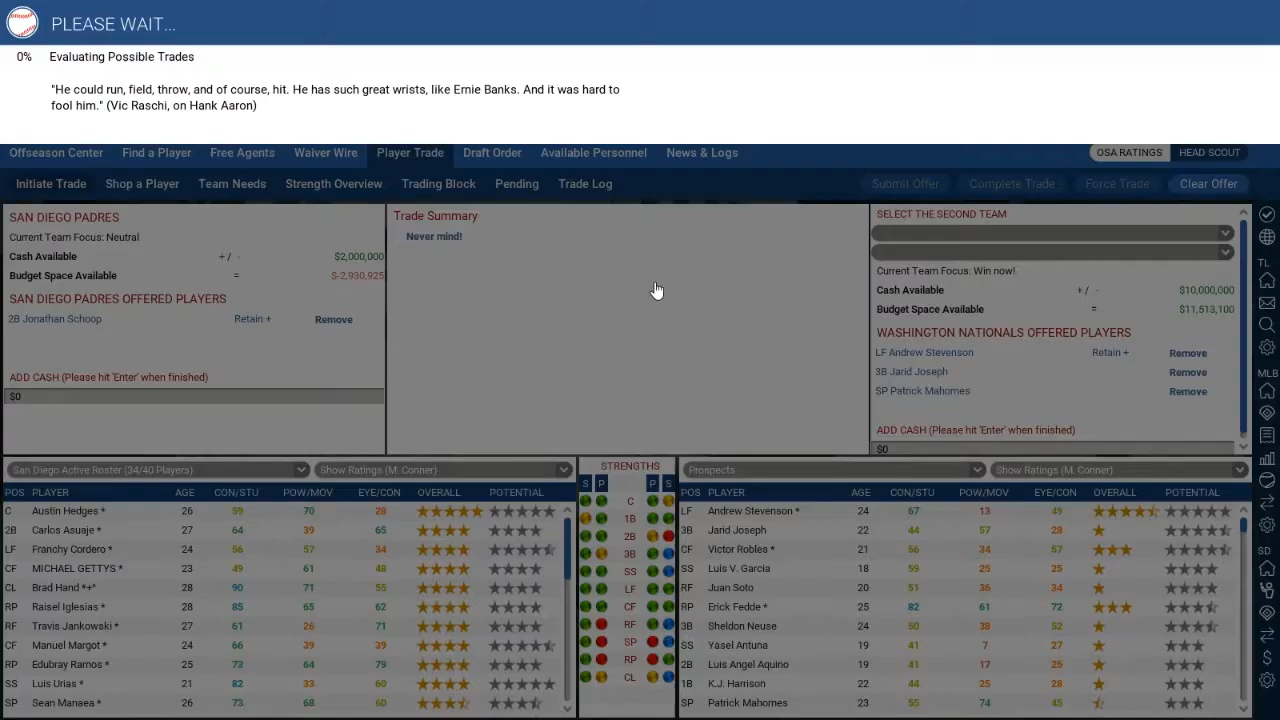 PLEASE WAIT...
0% Evaluating Possible Trades
"He could run, field, throw, and of course, hit. He has such great wrists, like Ernie Banks. And it was hard to
fool him." (Vic Raschi, on Hank Aaron)
Offseason Center Find a Player Free Agents Waiver Wire Player Trade Draft Order Available Personnel News & Logs OSA RATINGS HEAD SCOUT
Initiate Trade Shop a Player Team Needs Strength Overview Trading Block Pending Trade Log Submit Offer Complete Trade Force Trade Clear Offer
SAN DIEGO PADRES
Current Team Focus: Neutral
Cash Available + / - $2,000,000
Budget Space Available = $-2,930,925
SAN DIEGO PADRES OFFERED PLAYERS
2B Jonathan Schoop Retain + Remove
ADD CASH (Please hit 'Enter' when finished)
$0
Trade Summary
Never mind!
SELECT THE SECOND TEAM
Current Team Focus: Win now!
Cash Available + / - $10,000,000
Budget Space Available = $11,513,100
WASHINGTON NATIONALS OFFERED PLAYERS
LF Andrew Stevenson Retain + Remove
3B Jarid Joseph Remove
SP Patrick Mahomes Remove
ADD CASH (Please hit 'Enter' when finished)
$0
TL
MLB
SD
San Diego Active Roster (34/40 Players) Show Ratings (M. Conner)
POS PLAYER AGE CON/STU POW/MOV EYE/CON OVERALL POTENTIAL
C Austin Hedges * 26 59 70 28
2B Carlos Asuaje * 27 64 39 65
LF Franchy Cordero * 24 56 57 34
CF MICHAEL GETTYS * 23 49 61 48
CL Brad Hand *+^ 28 90 71 55
RP Raisel Iglesias * 28 85 65 62
RF Travis Jankowski * 27 61 26 71
CF Manuel Margot * 24 66 39 39
RP Edubray Ramos * 25 73 64 79
SS Luis Urias * 21 82 33 60
SP Sean Manaea * 26 73 68 60
STRENGTHS
S P P S
C
1B
2B
3B
SS
LF
CF
RF
SP
RP
CL
Prospects Show Ratings (M. Conner)
POS PLAYER AGE CON/STU POW/MOV EYE/CON OVERALL POTENTIAL
LF Andrew Stevenson * 24 67 13 49
3B Jarid Joseph 22 44 57 28
CF Victor Robles * 21 56 34 57
SS Luis V. Garcia 18 59 25 25
RF Juan Soto 20 51 36 34
RP Erick Fedde * 25 82 61 72
3B Sheldon Neuse 24 50 38 52
SS Yasel Antuna 19 41 7 27
2B Luis Angel Aquino 19 41 17 25
1B K.J. Harrison 22 44 25 28
SP Patrick Mahomes 23 55 74 45